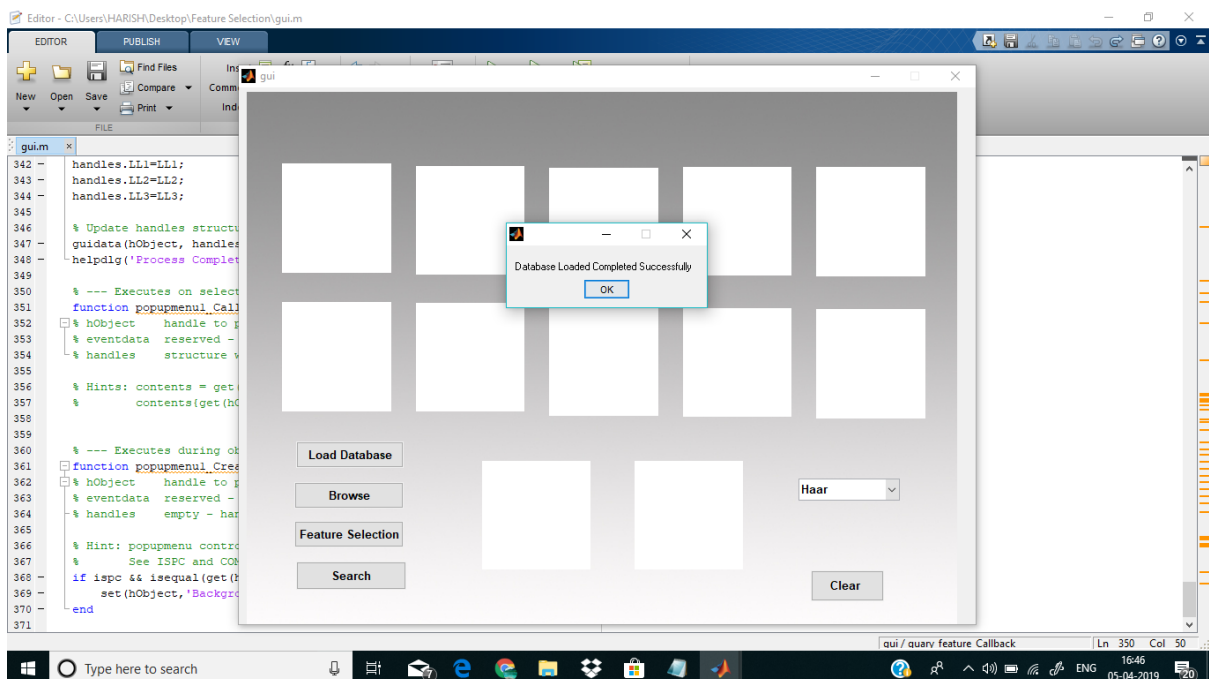 Editor - C:\Users\HARISH\Desktop\Feature Selection\gui.m
EDITOR PUBLISH VIEW
New Open Save
Find Files
Compare
Print
FILE
gui
gui.m
342 handles.LL1=LL1;
343 handles.LL2=LL2;
344 handles.LL3=LL3;
345
346 % Update handles structu
347 guidata(hObject, handles
348 helpdlg('Process Complet
349
350 % --- Executes on select
351 function popupmenu1_Call
352 % hObject handle to p
353 % eventdata reserved -
354 % handles structure w
355
356 % Hints: contents = get(
357 % contents{get(hO
358
359
360 % --- Executes during ob
361 function popupmenu1_Crea
362 % hObject handle to p
363 % eventdata reserved -
364 % handles empty - han
365
366 % Hint: popupmenu contro
367 % See ISPC and COM
368 if ispc && isequal(get(h
369 set(hObject,'Backgro
370 end
371
Database Loaded Completed Successfully
OK
Load Database
Browse
Feature Selection
Search
Haar
Clear
gui / quary feature Callback Ln 350 Col 50
Type here to search
ENG
16:46
05-04-2019
20